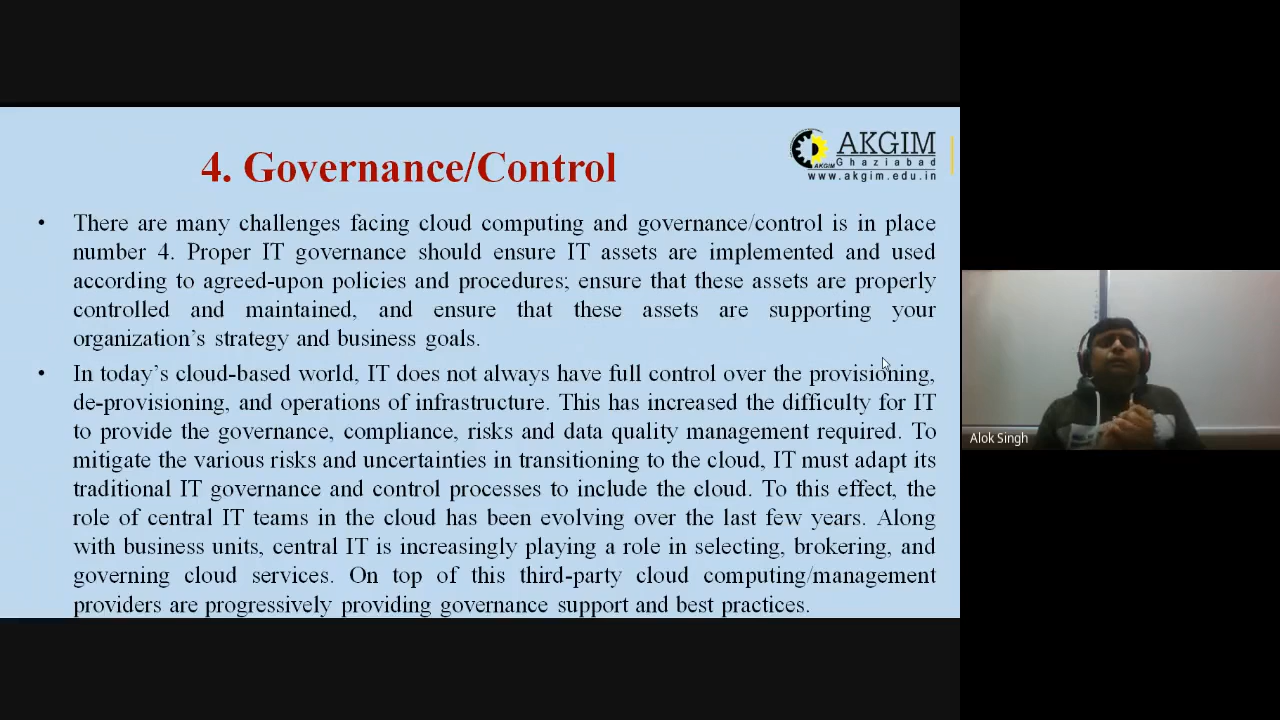 4. Governance/Control
AKGIM
Ghaziabad
AKGIM
www.akgim.edu.in
• There are many challenges facing cloud computing and governance/control is in place
number 4. Proper IT governance should ensure IT assets are implemented and used
according to agreed-upon policies and procedures; ensure that these assets are properly
controlled and maintained, and ensure that these assets are supporting your
organization’s strategy and business goals.
• In today’s cloud-based world, IT does not always have full control over the provisioning,
de-provisioning, and operations of infrastructure. This has increased the difficulty for IT
to provide the governance, compliance, risks and data quality management required. To
mitigate the various risks and uncertainties in transitioning to the cloud, IT must adapt its
traditional IT governance and control processes to include the cloud. To this effect, the
role of central IT teams in the cloud has been evolving over the last few years. Along
with business units, central IT is increasingly playing a role in selecting, brokering, and
governing cloud services. On top of this third-party cloud computing/management
providers are progressively providing governance support and best practices.
Alok Singh